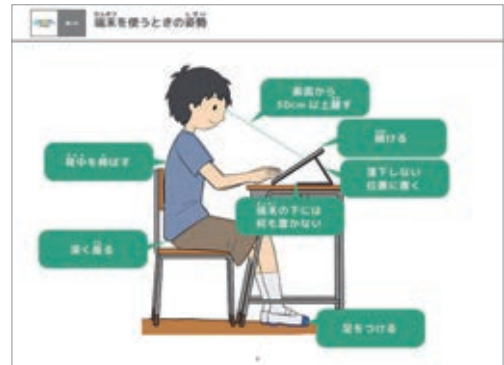 端末を使うときの姿勢
画面から
50cm以上離す
傾ける
背中を伸ばす
落下しない
位置に置く
端末の下には
何も置かない
深く座る
足をつける